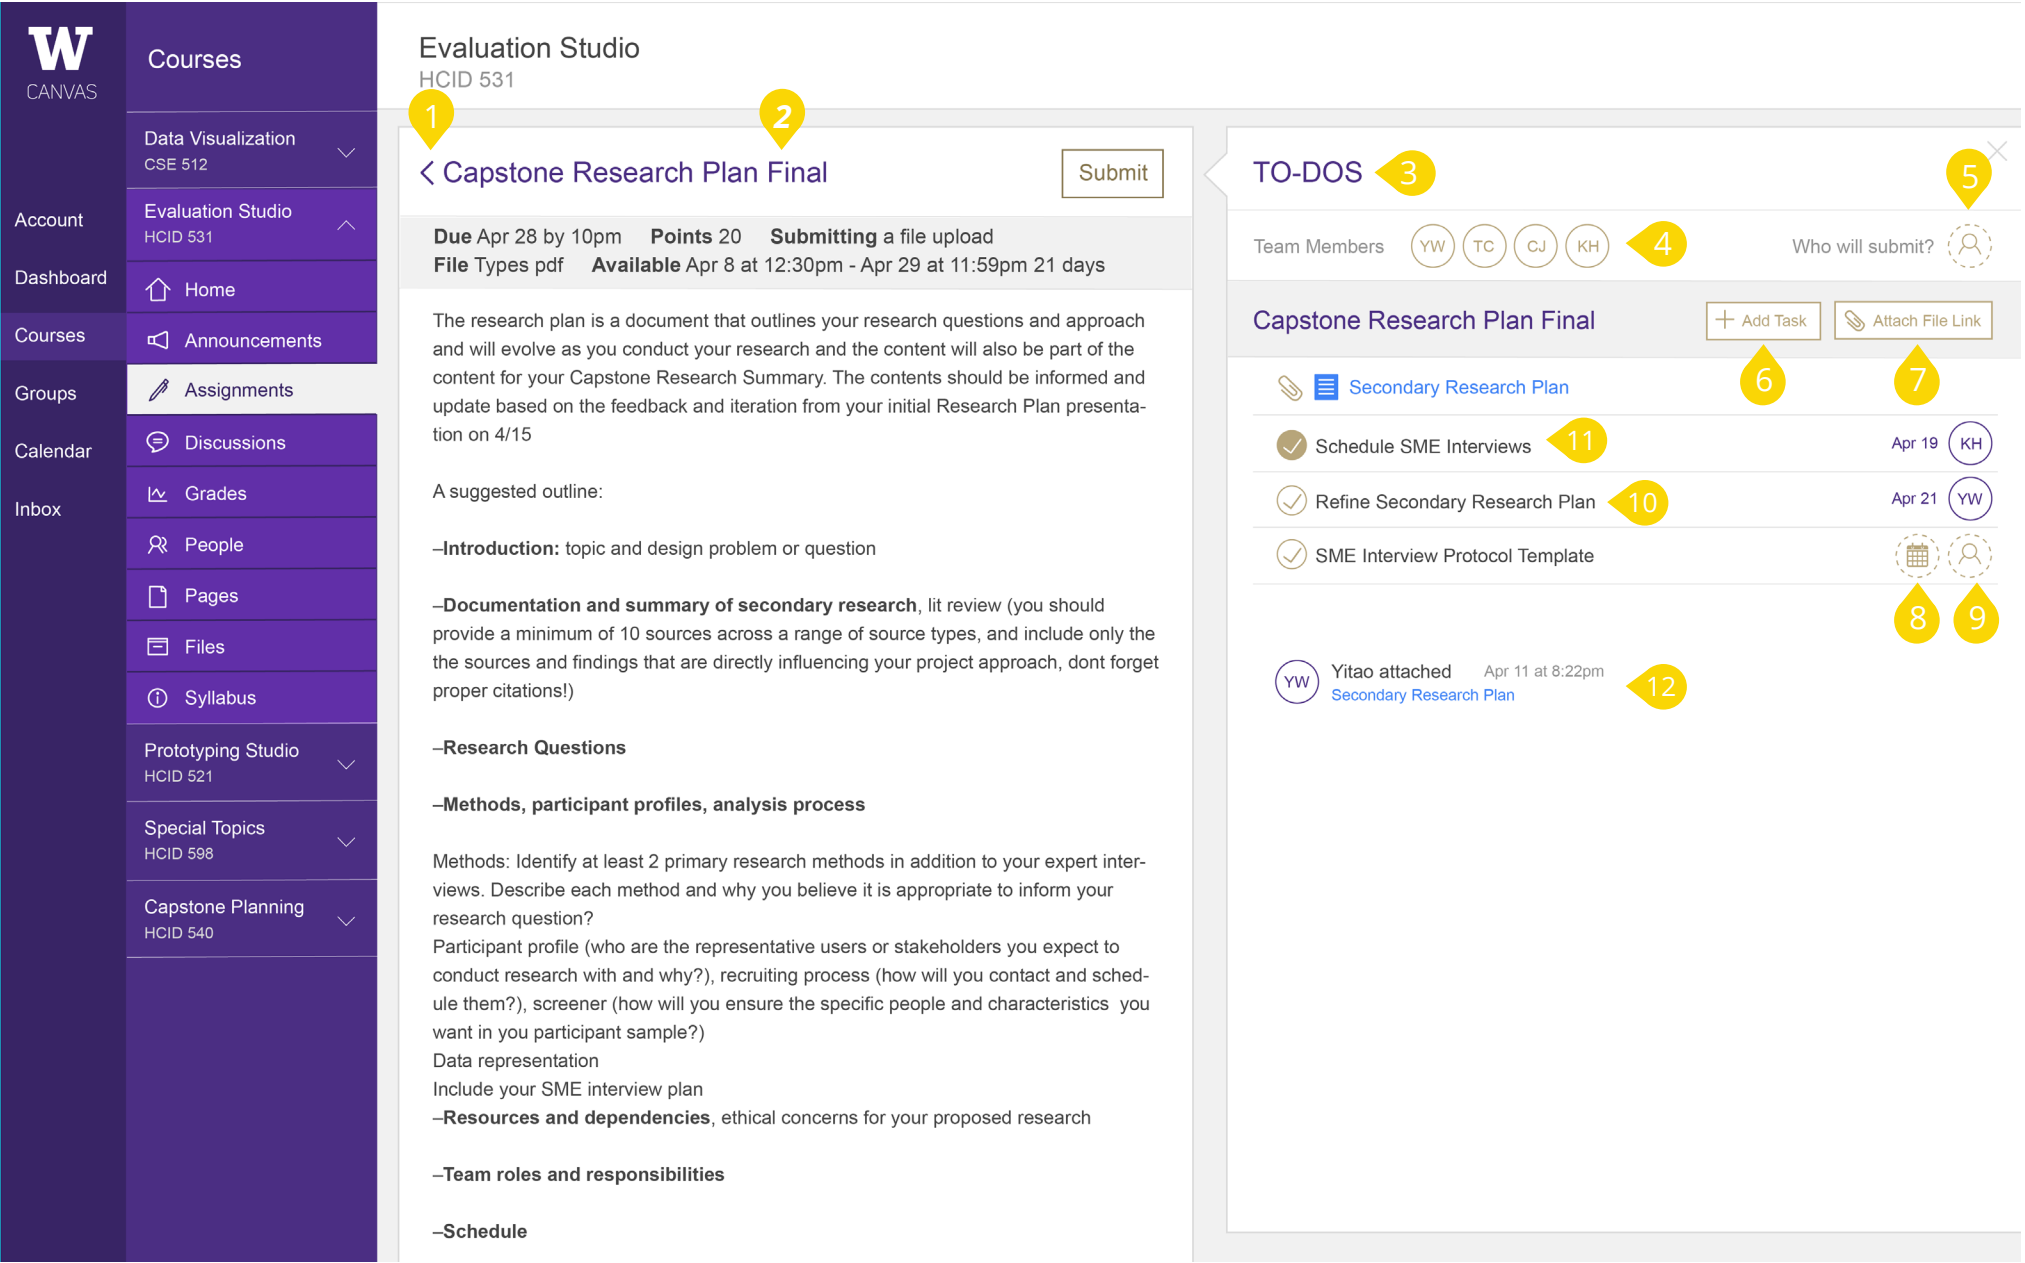 W
CANVAS
Account
Dashboard
Courses
Groups
Calendar
Inbox
Courses
Data Visualization
CSE 512
Evaluation Studio
HCID 531
Home
Announcements
Assignments
Discussions
Grades
People
Pages
Files
Syllabus
Prototyping Studio
HCID 521
Special Topics
HCID 598
Capstone Planning
HCID 540
Evaluation Studio
HCID 531
1
2
Capstone Research Plan Final
Submit
Due Apr 28 by 10pm Points 20 Submitting a file upload
File Types pdf Available Apr 8 at 12:30pm - Apr 29 at 11:59pm 21 days
The research plan is a document that outlines your research questions and approach
and will evolve as you conduct your research and the content will also be part of the
content for your Capstone Research Summary. The contents should be informed and
update based on the feedback and iteration from your initial Research Plan presenta-
tion on 4/15
A suggested outline:
–Introduction: topic and design problem or question
–Documentation and summary of secondary research, lit review (you should
provide a minimum of 10 sources across a range of source types, and include only the
the sources and findings that are directly influencing your project approach, dont forget
proper citations!)
–Research Questions
–Methods, participant profiles, analysis process
Methods: Identify at least 2 primary research methods in addition to your expert inter-
views. Describe each method and why you believe it is appropriate to inform your
research question?
Participant profile (who are the representative users or stakeholders you expect to
conduct research with and why?), recruiting process (how will you contact and sched-
ule them?), screener (how will you ensure the specific people and characteristics you
want in you participant sample?)
Data representation
Include your SME interview plan
–Resources and dependencies, ethical concerns for your proposed research
–Team roles and responsibilities
–Schedule
TO-DOS 3
5
Team Members YW TC CJ KH 4 Who will submit?
Capstone Research Plan Final + Add Task Attach File Link
6 7
Secondary Research Plan
Schedule SME Interviews 11 Apr 19 KH
Refine Secondary Research Plan 10 Apr 21 YW
SME Interview Protocol Template
8 9
YW Yitao attached Apr 11 at 8:22pm 12
Secondary Research Plan